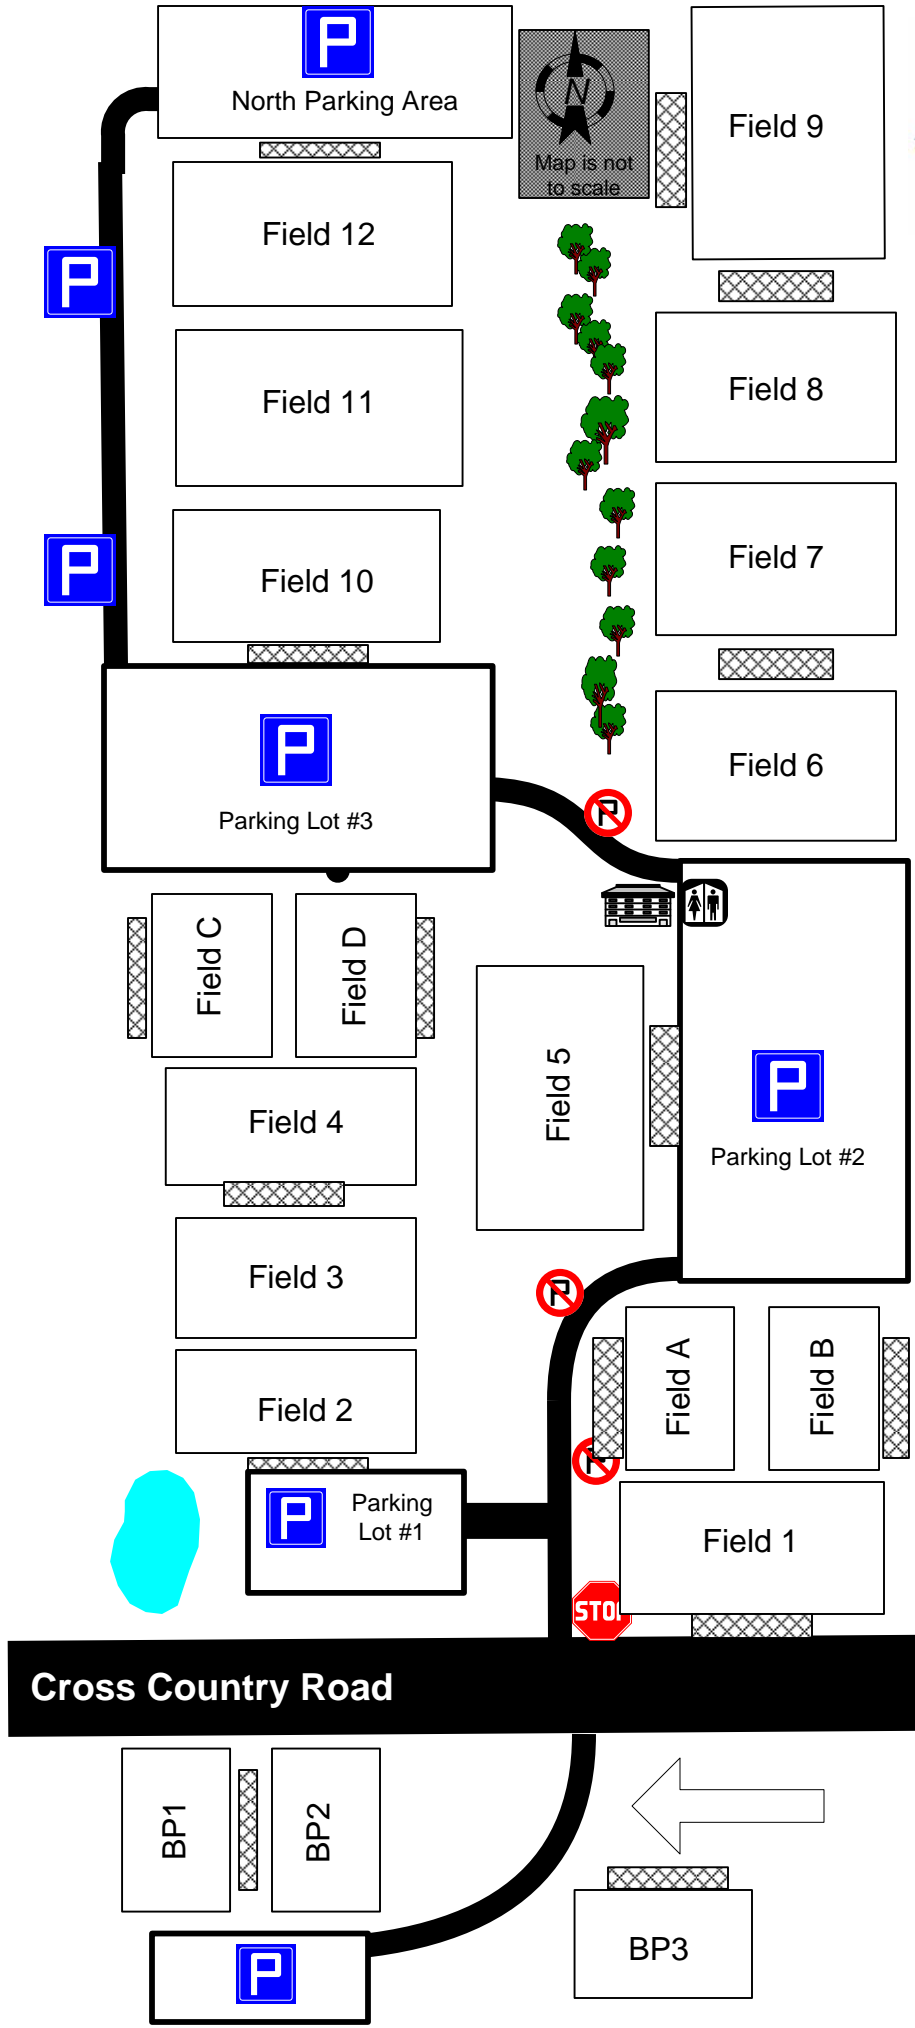 P
North Parking Area
N
Map is not
to scale
Field 9
Field 12
P
Field 11
Field 8
Field 10
P
Field 7
Field 6
P
Parking Lot #3
P
Field C
Field D
Field 5
P
Parking Lot #2
Field 4
Field 3
P
Field A
Field B
Field 2
P
Parking
Lot #1
P
Field 1
STOP
Cross Country Road
BP1
BP2
BP3
P